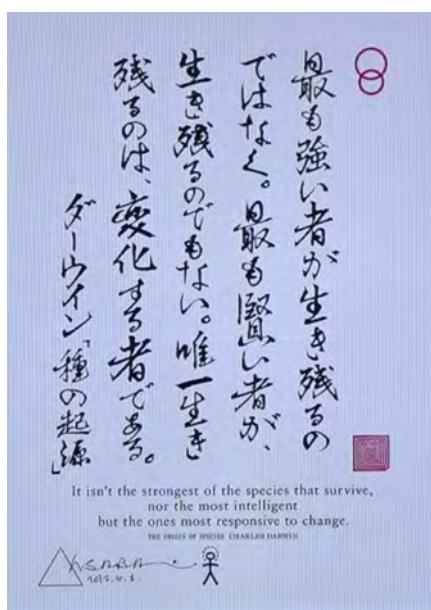 最も強い者が生き残るの
ではなく。最も賢い者が、
生き残るのでもない。唯一生き
残るのは、変化する者である。
ダーウイン「種の起源」
It isn't the strongest of the species that survive,
nor the most intelligent
but the ones most responsive to change.
THE ORIGIN OF SPECIES CHARLES DARWIN